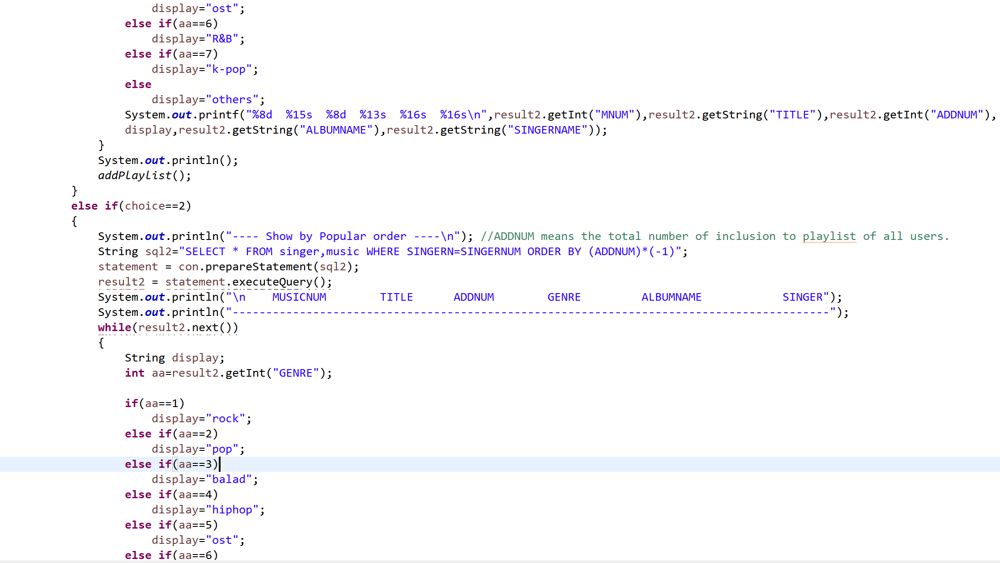 display="ost";
else if(aa==6)
display="R&B";
else if(aa==7)
display="k-pop";
else
display="others";
System.out.printf("%8d  %15s  %8d  %13s  %16s  %16s\n",result2.getInt("MNUM"),result2.getString("TITLE"),result2.getInt("ADDNUM"),
display,result2.getString("ALBUMNAME"),result2.getString("SINGERNAME"));
}
System.out.println();
addPlaylist();
}
else if(choice==2)
{
System.out.println("---- Show by Popular order ----\n"); //ADDNUM means the total number of inclusion to playlist of all users.
String sql2="SELECT * FROM singer,music WHERE SINGERN=SINGERNUM ORDER BY (ADDNUM)*(-1)";
statement = con.prepareStatement(sql2);
result2 = statement.executeQuery();
System.out.println("\n    MUSICNUM        TITLE      ADDNUM        GENRE         ALBUMNAME            SINGER");
System.out.println("-----------------------------------------------------------------------------------------");
while(result2.next())
{
String display;
int aa=result2.getInt("GENRE");
if(aa==1)
display="rock";
else if(aa==2)
display="pop";
else if(aa==3)
display="balad";
else if(aa==4)
display="hiphop";
else if(aa==5)
display="ost";
else if(aa==6)